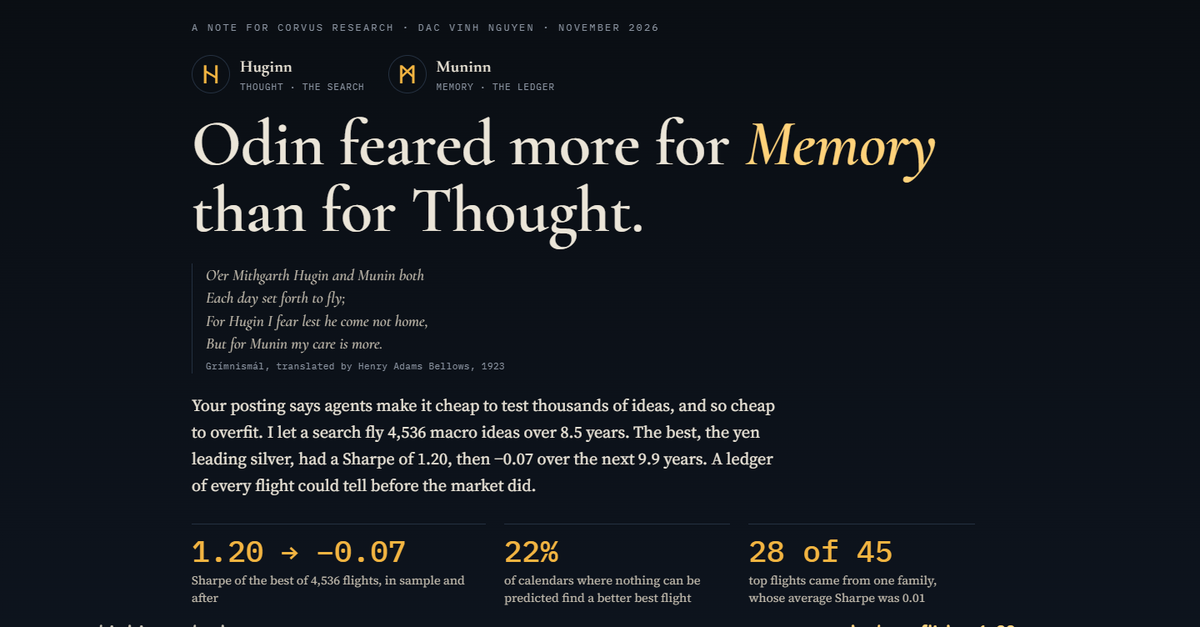 A NOTE FOR CORVUS RESEARCH · DAC VINH NGUYEN · NOVEMBER 2026
Huginn
THOUGHT · THE SEARCH
Muninn
MEMORY · THE LEDGER
Odin feared more for Memory
than for Thought.
O'er Mithgarth Hugin and Munin both
Each day set forth to fly;
For Hugin I fear lest he come not home,
But for Munin my care is more.
Grímnismál, translated by Henry Adams Bellows, 1923
Your posting says agents make it cheap to test thousands of ideas, and so cheap
to overfit. I let a search fly 4,536 macro ideas over 8.5 years. The best, the yen
leading silver, had a Sharpe of 1.20, then −0.07 over the next 9.9 years. A ledger
of every flight could tell before the market did.
1.20 → −0.07
Sharpe of the best of 4,536 flights, in sample and
after
22%
of calendars where nothing can be
predicted find a better best flight
28 of 45
top flights came from one family,
whose average Sharpe was 0.01